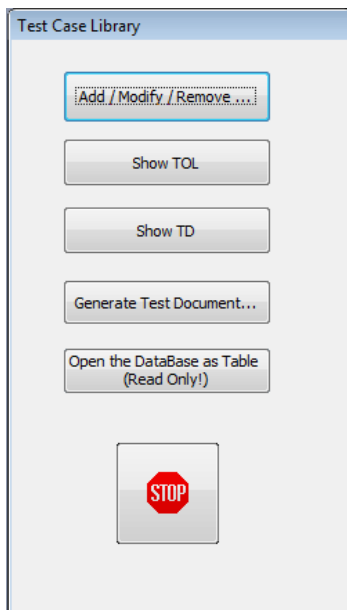 Test Case Library
Add / Modify / Remove ...
Show TOL
Show TD
Generate Test Document...
Open the DataBase as Table
(Read Only!)
STOP